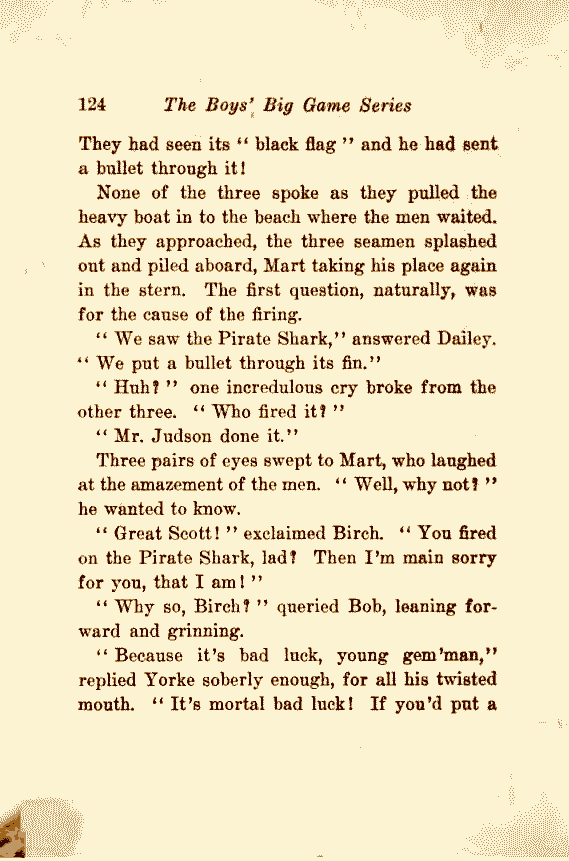 124 The Boys' Big Game Series
They had seen its “ black flag ” and he had sent
a bullet through it!
None of the three spoke as they pulled the
heavy boat in to the beach where the men waited.
As they approached, the three seamen splashed
out and piled aboard, Mart taking his place again
in the stern. The first question, naturally, was
for the cause of the firing.
“ We saw the Pirate Shark,” answered Dailey.
“ We put a bullet through its fin.”
“ Huh? ” one incredulous cry broke from the
other three. “ Who fired it? ”
“ Mr. Judson done it.”
Three pairs of eyes swept to Mart, who laughed
at the amazement of the men. “ Well, why not? ”
he wanted to know.
“ Great Scott! ” exclaimed Birch. “ You fired
on the Pirate Shark, lad? Then I'm main sorry
for you, that I am! ”
“ Why so, Birch? ” queried Bob, leaning for-
ward and grinning.
“ Because it's bad luck, young gem'man,”
replied Yorke soberly enough, for all his twisted
mouth. “ It's mortal bad luck! If you'd put a